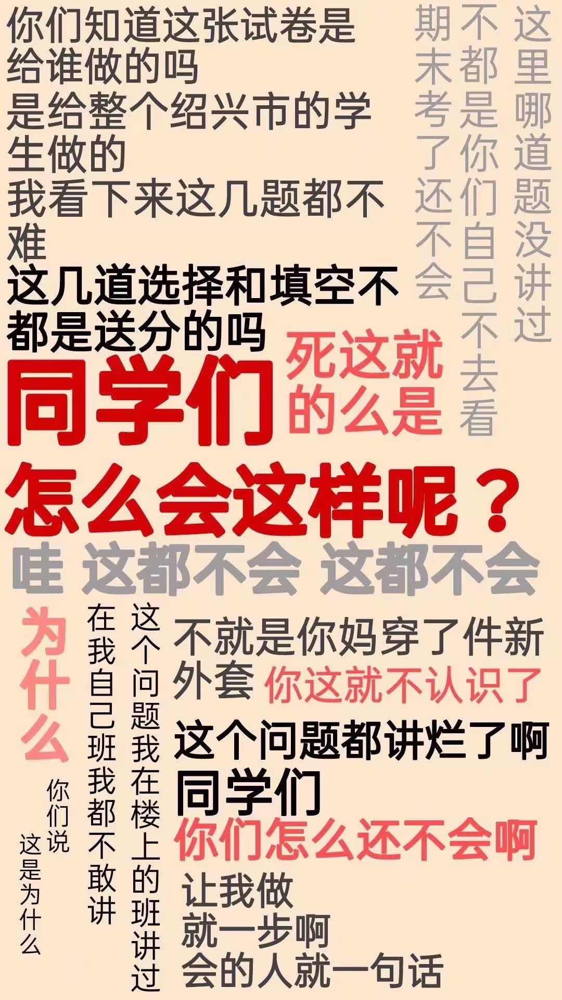 你们知道这张试卷是
给谁做的吗
是给整个绍兴市的学
生做的
我看下来这几题都不
难
这几道选择和填空不
都是送分的吗
这里哪道题没讲过
不都是你们自己不去看
期末考了还不会
同学们
死这就
的么是
怎么会这样呢？
哇 这都不会 这都不会
为什么
你们说
这是为什么
这个问题我在楼上的班讲过
在我自己班我都不敢讲
不就是你妈穿了件新
外套 你这就不认识了
这个问题都讲烂了啊
同学们
你们怎么还不会啊
让我做
就一步啊
会的人就一句话